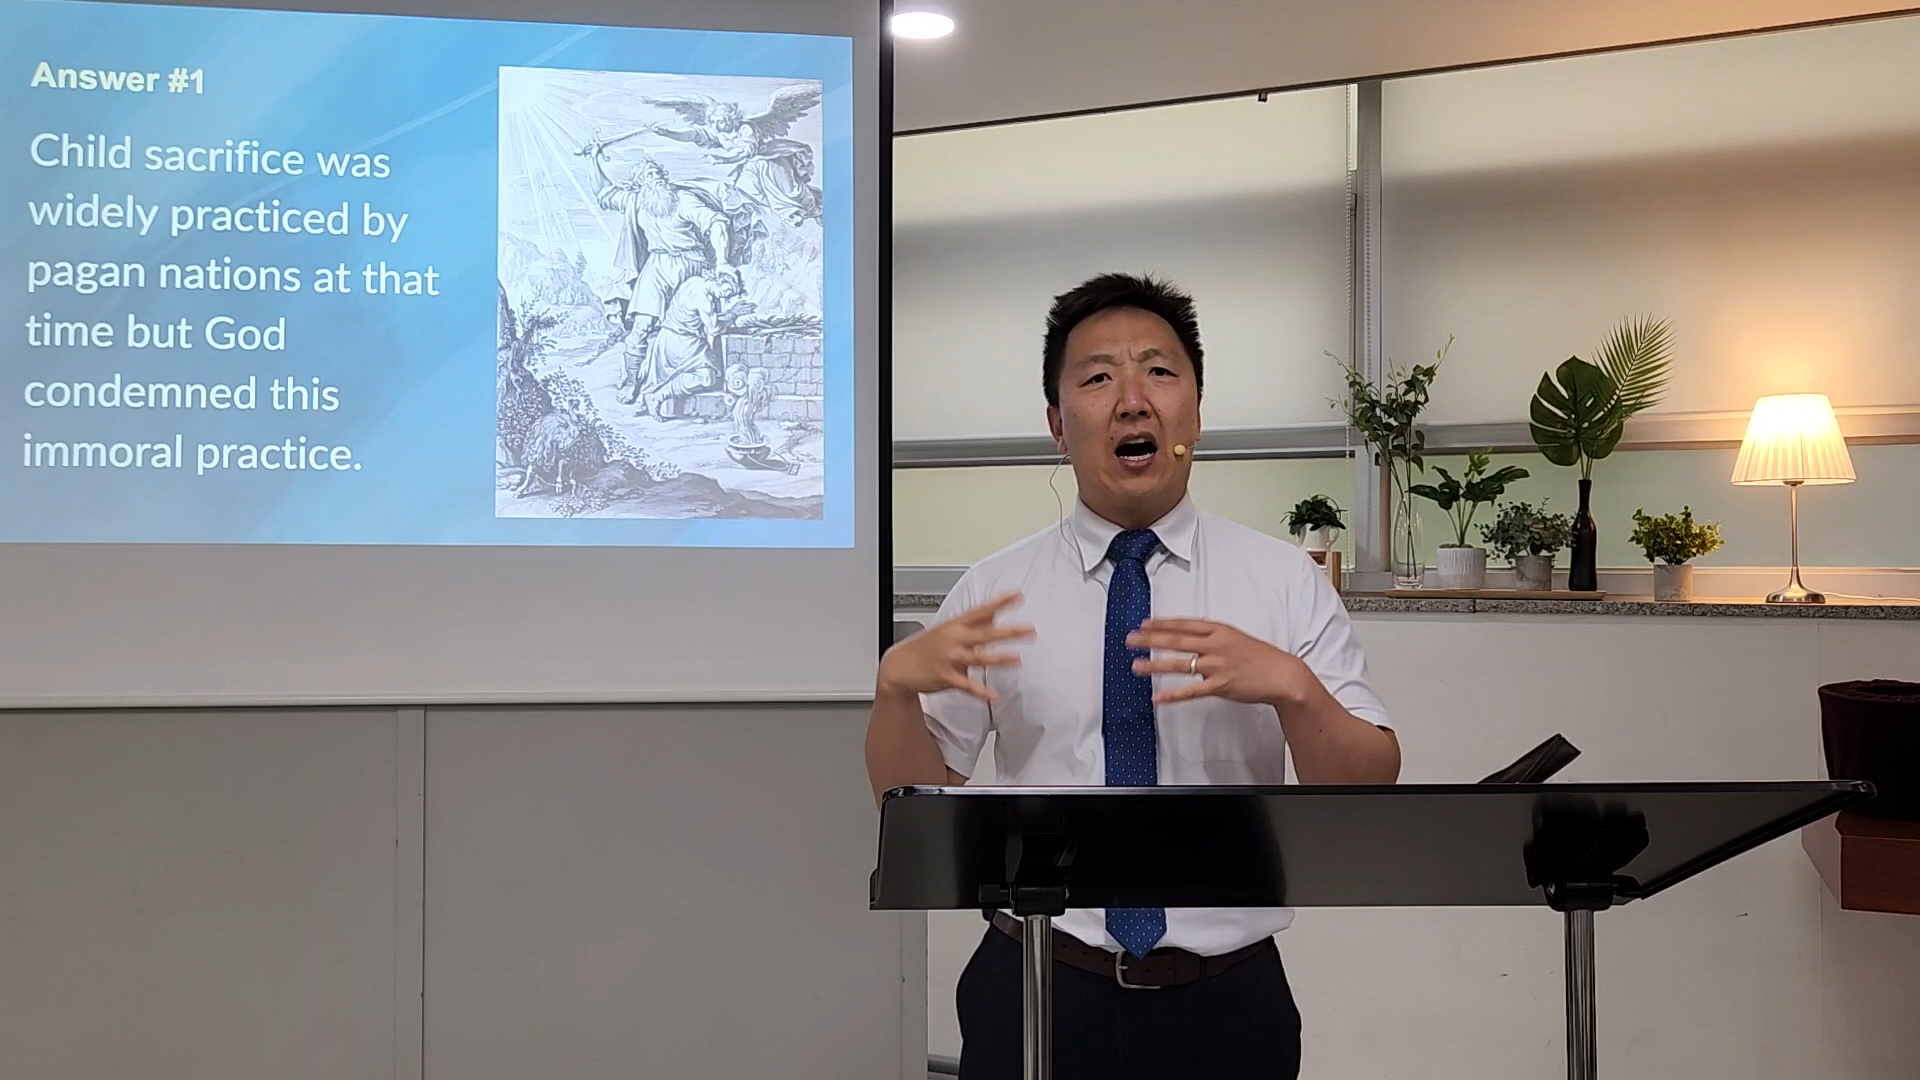 Answer #1
Child sacrifice was
widely practiced by
pagan nations at that
time but God
condemned this
immoral practice.